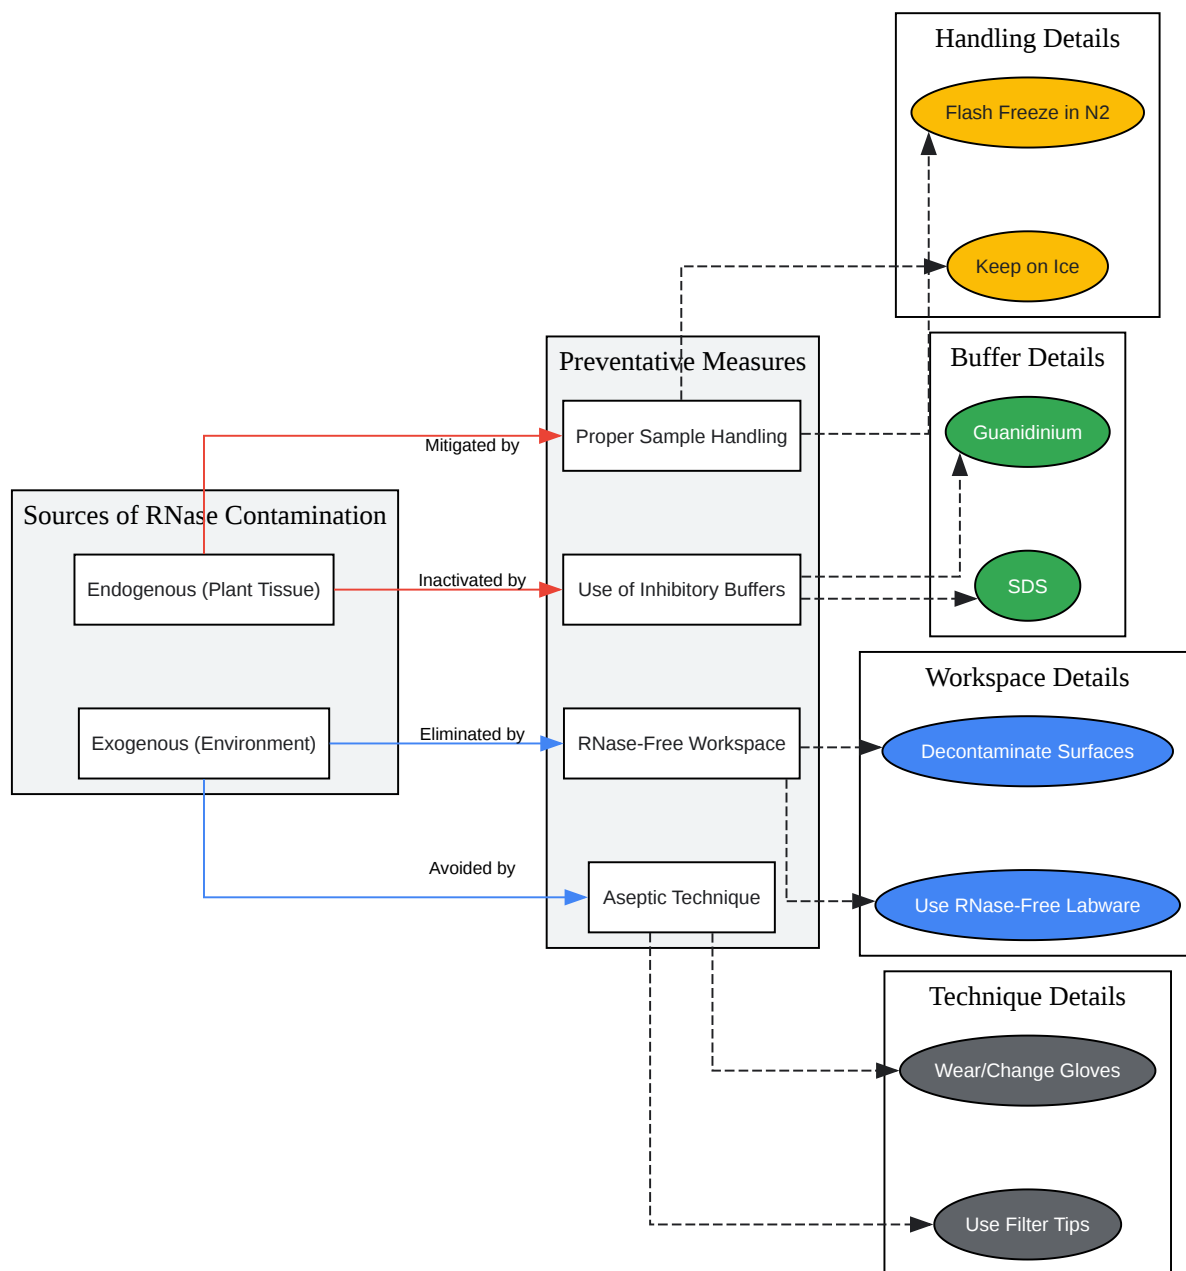 Handling Details
Flash Freeze in N2
Keep on Ice
Preventative Measures
Buffer Details
Proper Sample Handling
Guanidinium
Mitigated by
Sources of RNase Contamination
Endogenous (Plant Tissue)
Inactivated by
Use of Inhibitory Buffers
SDS
Workspace Details
Exogenous (Environment)
Eliminated by
RNase-Free Workspace
Decontaminate Surfaces
Avoided by
Aseptic Technique
Use RNase-Free Labware
Technique Details
Wear/Change Gloves
Use Filter Tips